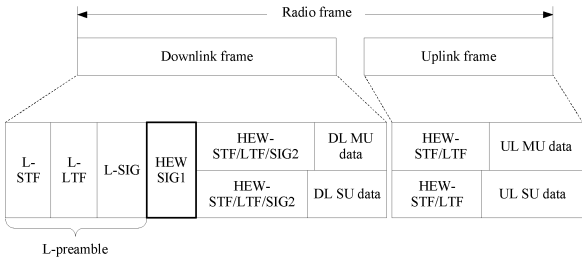 Radio frame
Downlink frame
Uplink frame
L-
STF
L-
LTF
L-SIG
HEW
SIG1
HEW-
STF/LTF/SIG2
DL MU
data
HEW-
STF/LTF/SIG2
DL SU data
HEW-
STF/LTF
UL MU data
HEW-
STF/LTF
UL SU data
L-preamble